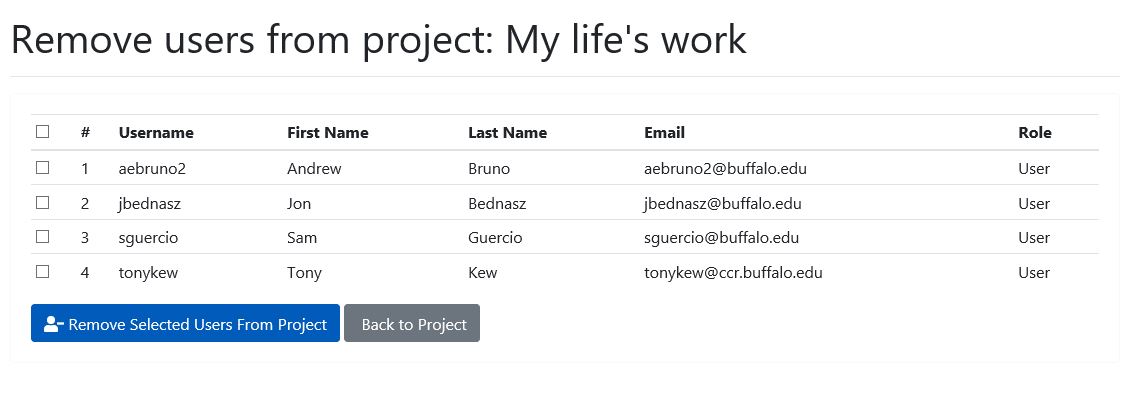 Remove users from project: My life's work
# Username First Name Last Name Email Role
1 aebruno2 Andrew Bruno aebruno2@buffalo.edu User
2 jbednasz Jon Bednasz jbednasz@buffalo.edu User
3 sguercio Sam Guercio sguercio@buffalo.edu User
4 tonykew Tony Kew tonykew@ccr.buffalo.edu User
Remove Selected Users From Project Back to Project